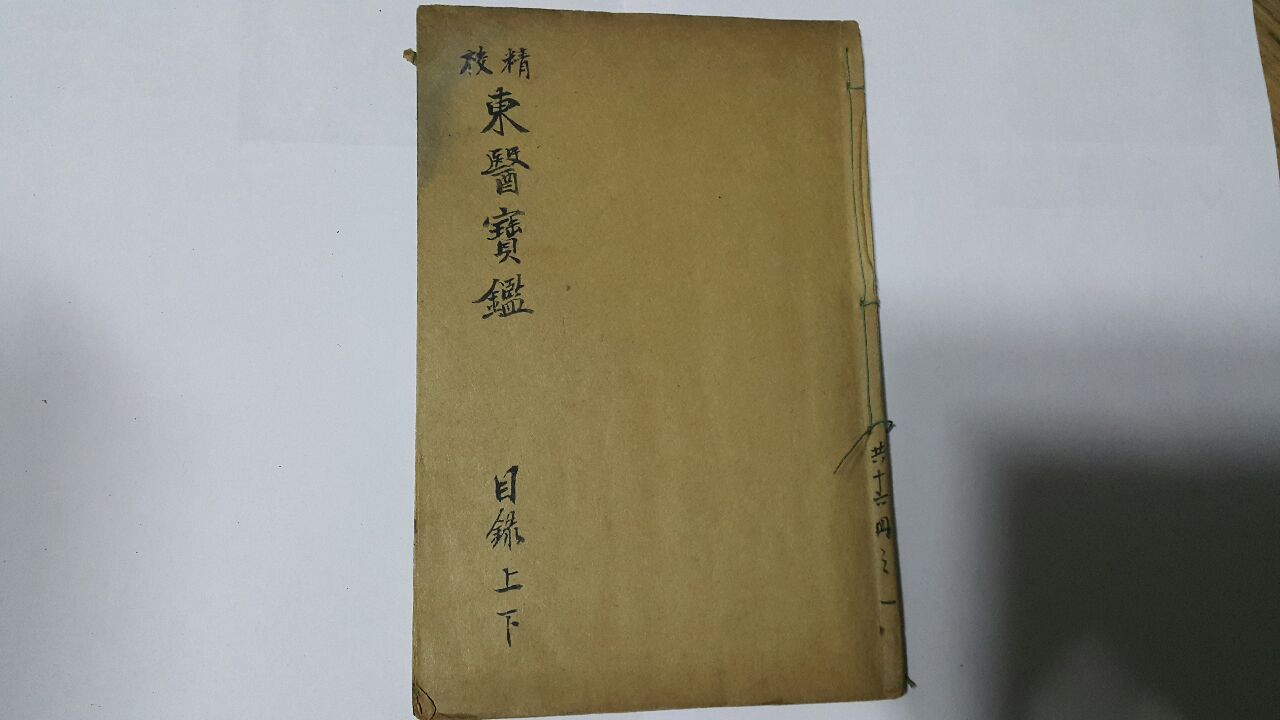 精校
東醫寶鑑
目錄上下
共十六冊之一